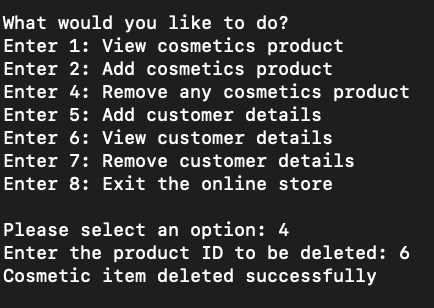 What would you like to do?
Enter 1: View cosmetics product
Enter 2: Add cosmetics product
Enter 4: Remove any cosmetics product
Enter 5: Add customer details
Enter 6: View customer details
Enter 7: Remove customer details
Enter 8: Exit the online store
Please select an option: 4
Enter the product ID to be deleted: 6
Cosmetic item deleted successfully